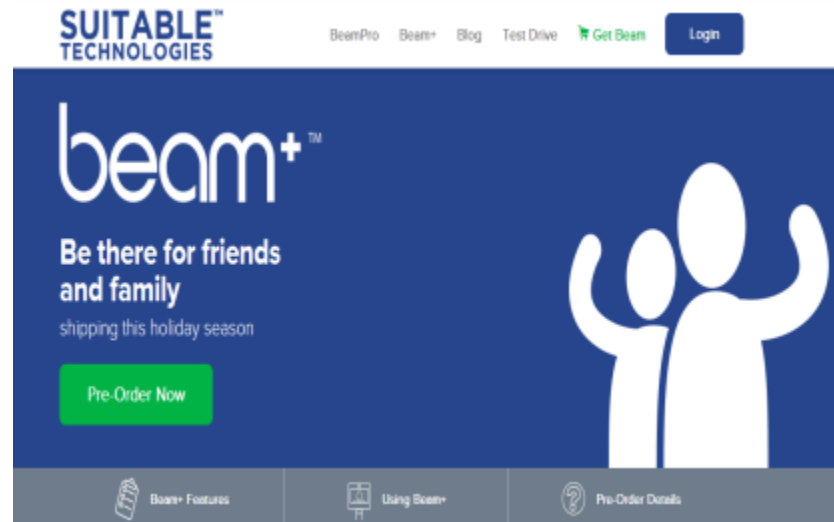 SUITABLE™
TECHNOLOGIES
BeamPro Beam+ Blog Test Drive Get Beam Login
beam+™
Be there for friends
and family
shipping this holiday season
Pre-Order Now
Beam+ Features Using Beam+ Pre-Order Details